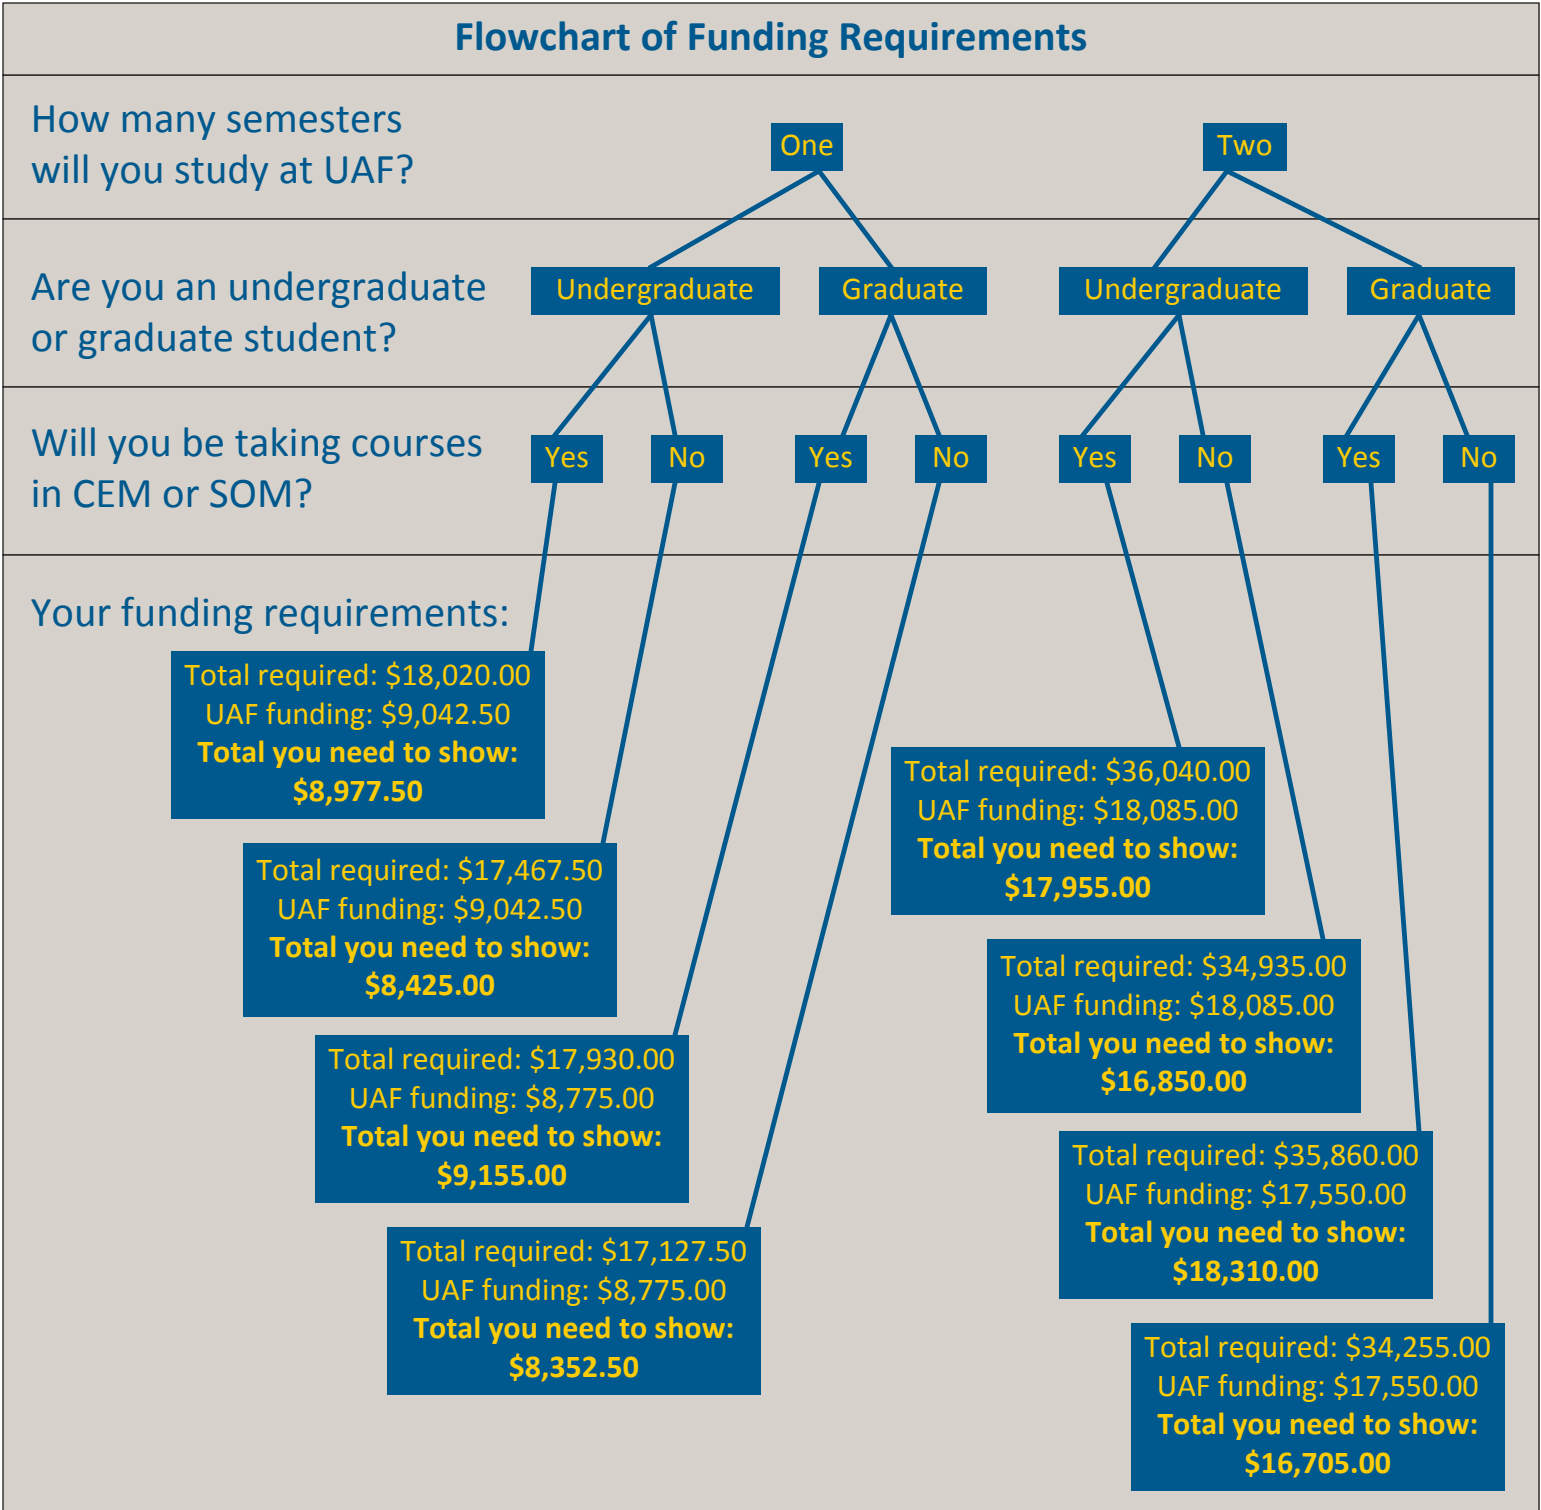 Flowchart of Funding Requirements
How many semesters
will you study at UAF?
One
Two
Are you an undergraduate
or graduate student?
Undergraduate
Graduate
Undergraduate
Graduate
Will you be taking courses
in CEM or SOM?
Yes
No
Yes
No
Yes
No
Yes
No
Your funding requirements:
Total required: $18,020.00
UAF funding: $9,042.50
Total you need to show:
$8,977.50
Total required: $17,467.50
UAF funding: $9,042.50
Total you need to show:
$8,425.00
Total required: $17,930.00
UAF funding: $8,775.00
Total you need to show:
$9,155.00
Total required: $17,127.50
UAF funding: $8,775.00
Total you need to show:
$8,352.50
Total required: $36,040.00
UAF funding: $18,085.00
Total you need to show:
$17,955.00
Total required: $34,935.00
UAF funding: $18,085.00
Total you need to show:
$16,850.00
Total required: $35,860.00
UAF funding: $17,550.00
Total you need to show:
$18,310.00
Total required: $34,255.00
UAF funding: $17,550.00
Total you need to show:
$16,705.00